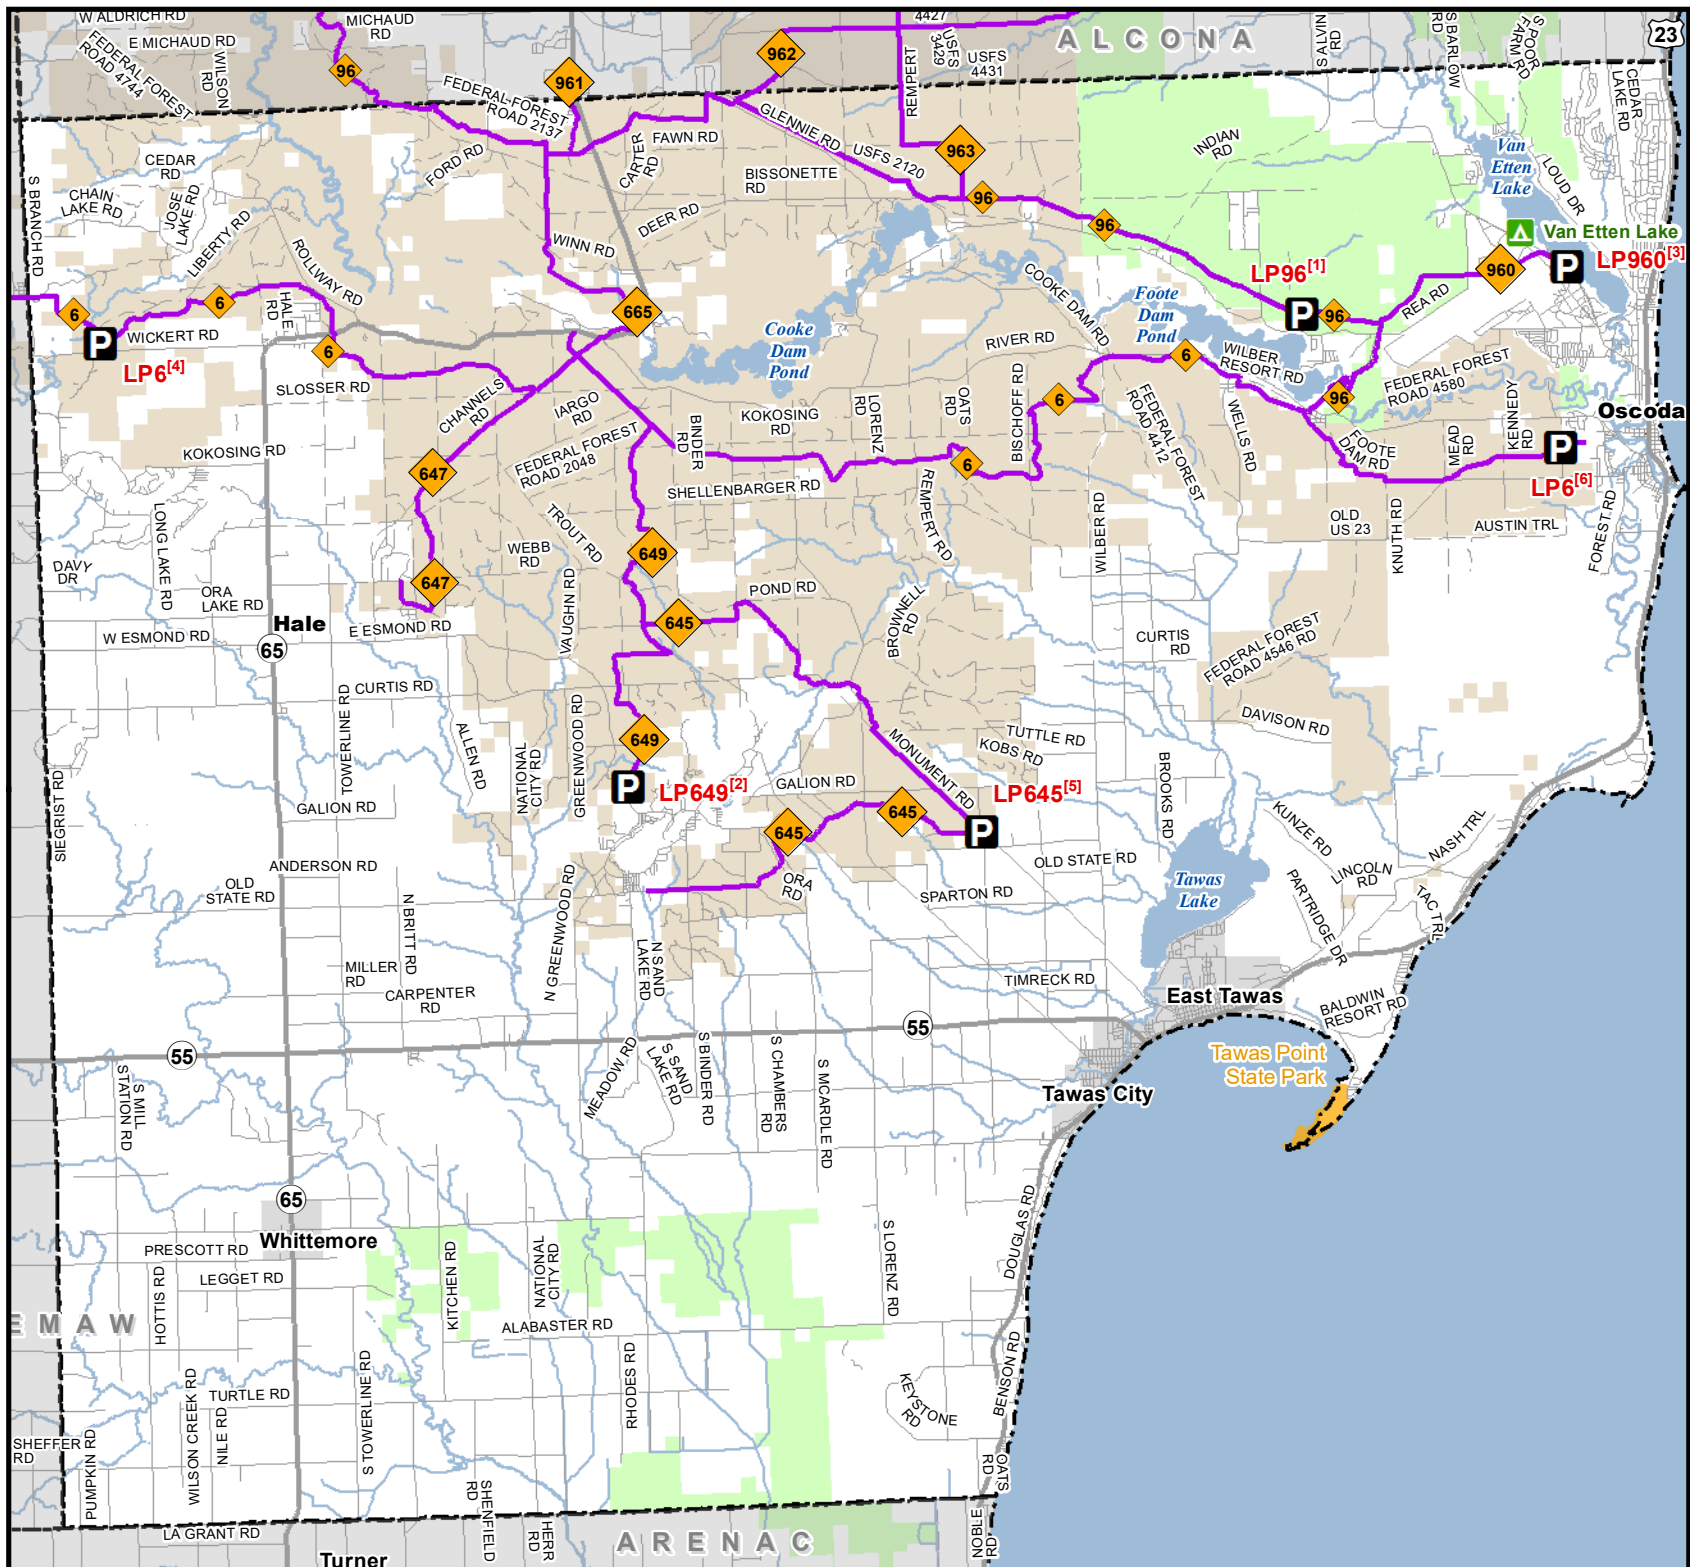 W ALDRICH RD
MICHAUD
RD
4427
ALCONA
S BARLOW
RD
S SPOOR
FARM RD
23
E MICHAUD RD
WILSON
RD
FEDERAL FOREST
ROAD 4744
96
961
962
REMPERT
USFS
3429
USFS
4431
S ALVIN
RD
CEDAR
LAKE RD
FEDERAL FOREST
ROAD 2137
GLENNIE RD
USFS 2120
FAWN RD
CARTER
RD
FORD RD
963
INDIAN
RD
Van
Etten
Lake
LOUD DR
CEDAR
RD
CHAIN
LAKE RD
JOSE
LAKE RD
LIBERTY RD
S BRANCH RD
BISSONETTE
RD
96
96
DEER RD
WINN RD
ROLLWAY RD
Van Etten Lake
960
P
LP960[3]
LP96[1]
P
96
REA RD
COOKE DAM RD
Foote
Dam
Pond
6
6
HALE
RD
665
P
WICKERT RD
LP6[4]
6
Cooke
Dam
Pond
RIVER RD
6
WILBER
RESORT RD
FEDERAL FOREST
ROAD 4580
SLOSSER RD
CHANNELS
RD
IARGO
RD
KOKOSING
RD
BINDER
RD
LORENZ
RD
OATS
RD
BISCHOFF RD
6
96
Oscoda
FEDERAL FOREST
ROAD 4412
WELLS RD
FOOTE
DAM RD
MEAD
RD
KENNEDY
RD
P
LP6[6]
KOKOSING RD
647
FEDERAL FOREST
ROAD 2048
SHELLENBARGER RD
6
REMPERT RD
WILBER RD
OLD
US 23
KNUTH RD
AUSTIN TRL
FOREST RD
LONG LAKE RD
TROUT RD
WEBB
RD
649
DAVY
DR
ORA
LAKE RD
647
VAUGHN RD
POND RD
BROWNELL
RD
645
Hale
E ESMOND RD
W ESMOND RD
65
CURTIS
RD
FEDERAL FOREST
ROAD 4546 RD
TOWERLINE RD
CURTIS RD
ALLEN RD
NATIONAL
CITY RD
GREENWOOD RD
649
MONUMENT RD
TUTTLE RD
KOBS RD
DAVISON RD
BROOKS RD
SIEGRIST RD
GALION RD
P
LP649[2]
GALION RD
LP645[5]
645
645
P
KUNZE RD
NASH TRL
LINCOLN
RD
ANDERSON RD
OLD
STATE RD
ORA
RD
OLD STATE RD
SPARTON RD
Tawas
Lake
PARTRIDGE DR
TAC TRL
N BRITT RD
N GREENWOOD RD
N SAND
LAKE RD
MILLER
RD
CARPENTER
RD
TIMRECK RD
East Tawas
BALDWIN
RESORT RD
55
55
S MILL
STATION RD
MEADOW RD
S SAND
LAKE RD
S BINDER RD
S CHAMBERS
RD
S MCARDLE RD
Tawas Point
State Park
Tawas City
65
Whittemore
PRESCOTT RD
LEGGET RD
HOTTIS RD
KITCHEN RD
NATIONAL
CITY RD
S LORENZ RD
DOUGLAS RD
EMAW
ALABASTER RD
RHODES RD
BENSON RD
TURTLE RD
S TOWERLINE RD
KEYSTONE
RD
SHEFFER
RD
PUMPKIN RD
WILSON CREEK RD
NILE RD
SHENFIELD
RD
OATS
RD
LA GRANT RD
HERR
RD
ARENAC
NOBLE
RD
Turner